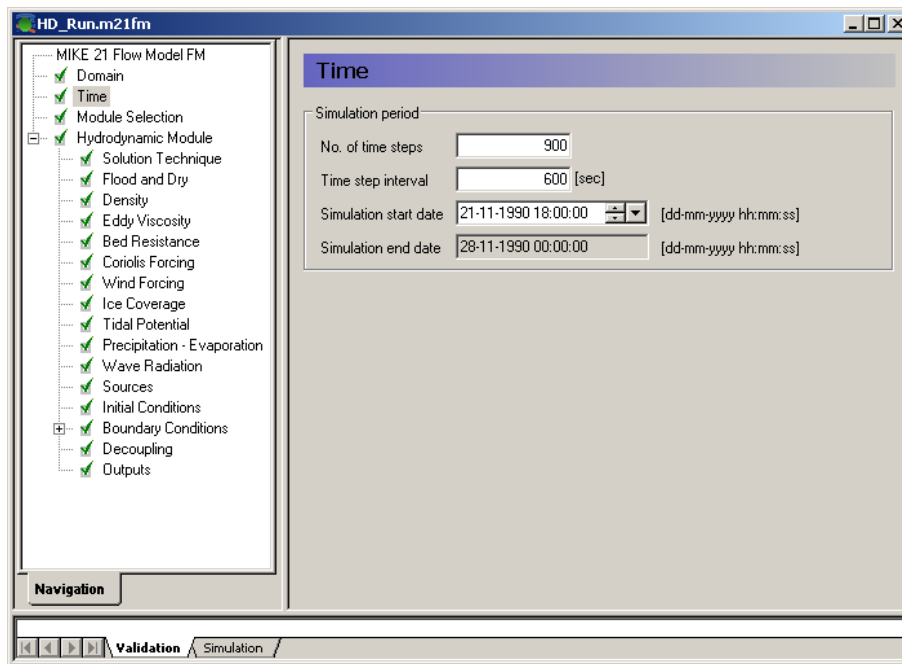 HD_Run.m21fm
MIKE 21 Flow Model FM
Domain
Time
Module Selection
Hydrodynamic Module
Solution Technique
Flood and Dry
Density
Eddy Viscosity
Bed Resistance
Coriolis Forcing
Wind Forcing
Ice Coverage
Tidal Potential
Precipitation - Evaporation
Wave Radiation
Sources
Initial Conditions
Boundary Conditions
Decoupling
Outputs
Navigation
Time
Simulation period
No. of time steps 900
Time step interval 600 [sec]
Simulation start date 21-11-1990 18:00:00 [dd-mm-yyyy hh:mm:ss]
Simulation end date 28-11-1990 00:00:00 [dd-mm-yyyy hh:mm:ss]
Validation Simulation